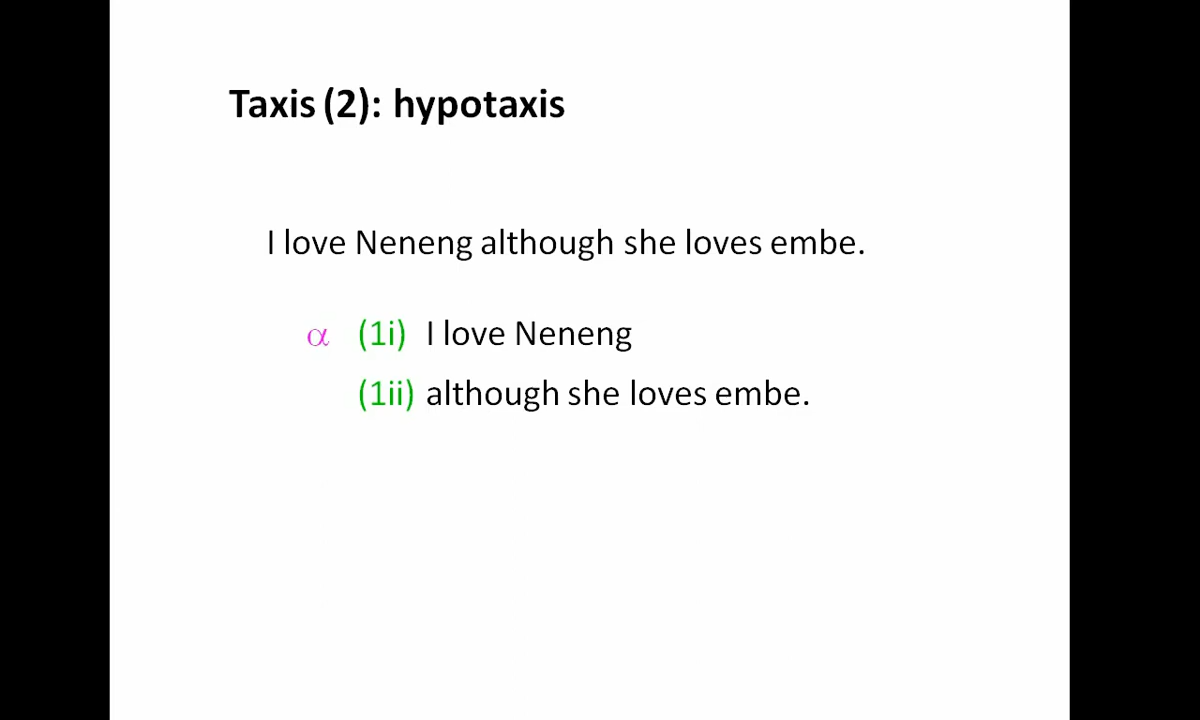 Taxis (2): hypotaxis
I love Neneng although she loves embe.
α (1i) I love Neneng
(1ii) although she loves embe.